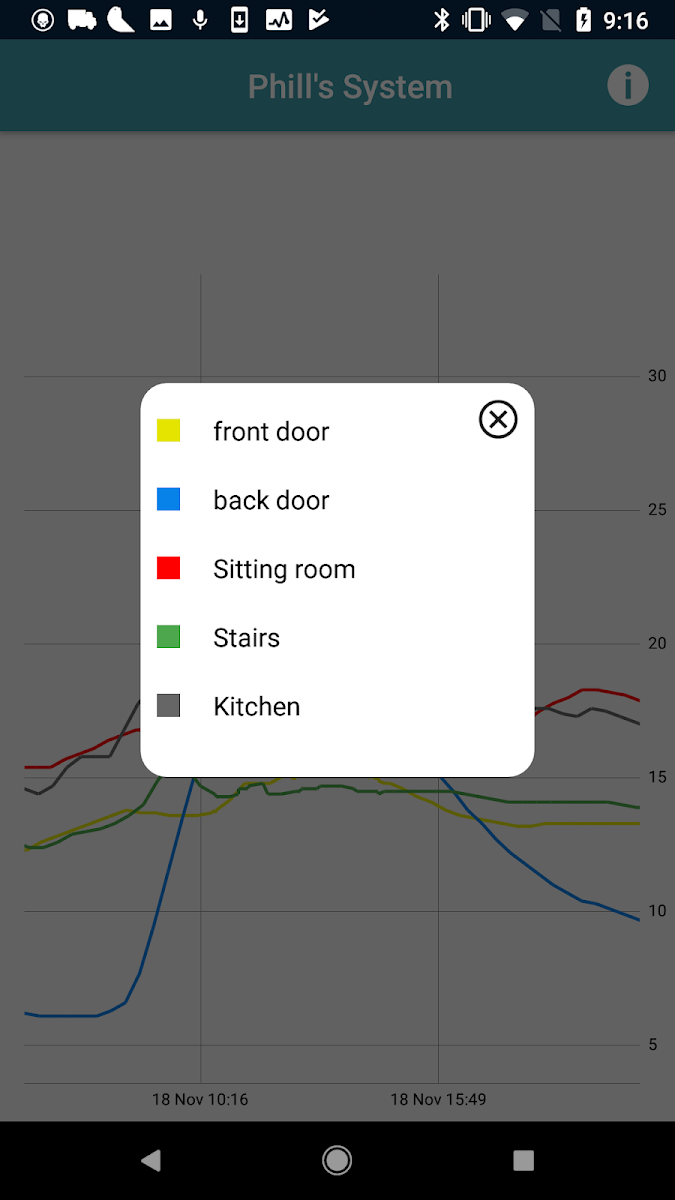 9:16
Phill's System
front door
back door
Sitting room
Stairs
Kitchen
30
25
20
15
10
5
18 Nov 10:16
18 Nov 15:49